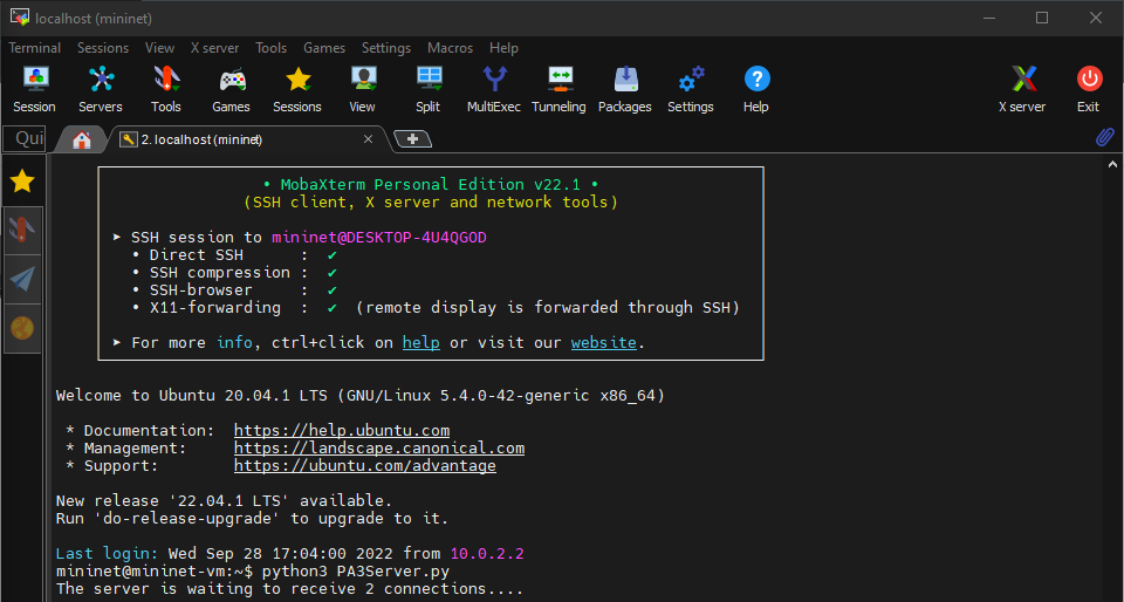 localhost (mininet)
Terminal Sessions View X server Tools Games Settings Macros Help
Session Servers Tools Games Sessions View Split MultiExec Tunneling Packages Settings Help X server Exit
Qui
2. localhost (mininet)
• MobaXterm Personal Edition v22.1 •
(SSH client, X server and network tools)
➤ SSH session to mininet@DESKTOP-4U4QGOD
• Direct SSH : ✔
• SSH compression : ✔
• SSH-browser : ✔
• X11-forwarding : ✔ (remote display is forwarded through SSH)
➤ For more info, ctrl+click on help or visit our website.
Welcome to Ubuntu 20.04.1 LTS (GNU/Linux 5.4.0-42-generic x86_64)
* Documentation: https://help.ubuntu.com
* Management: https://landscape.canonical.com
* Support: https://ubuntu.com/advantage
New release '22.04.1 LTS' available.
Run 'do-release-upgrade' to upgrade to it.
Last login: Wed Sep 28 17:04:00 2022 from 10.0.2.2
mininet@mininet-vm:~$ python3 PA3Server.py
The server is waiting to receive 2 connections....